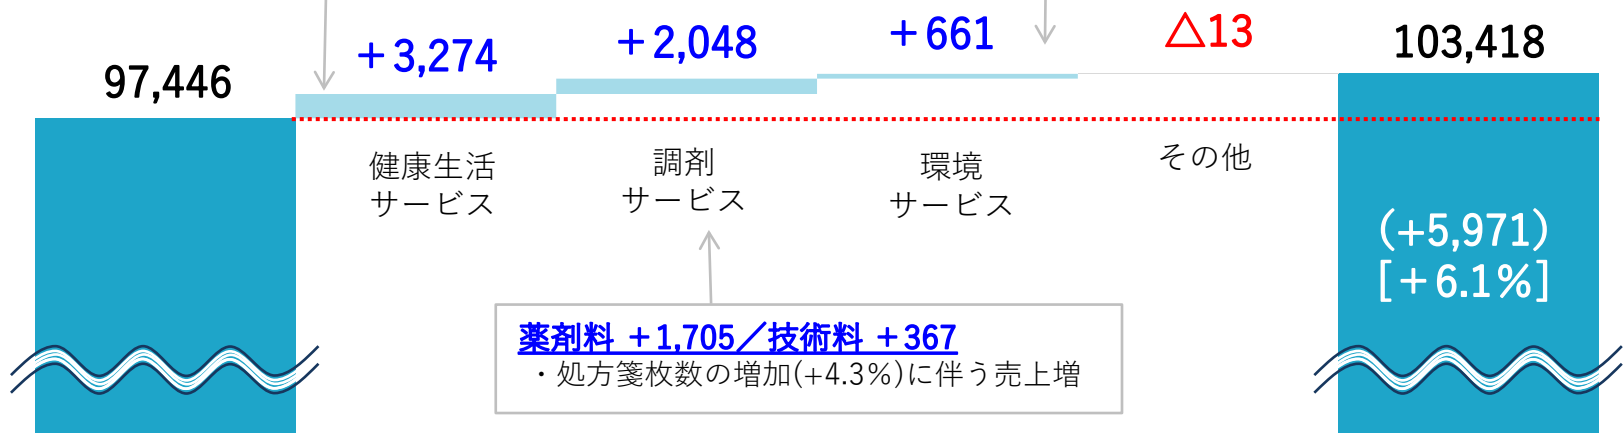 97,446
+3,274
+2,048
+661
△13
103,418
健康生活
サービス
調剤
サービス
環境
サービス
その他
(+5,971)
[+6.1%]
薬剤料 +1,705／技術料 +367
・処方箋枚数の増加(+4.3%)に伴う売上増